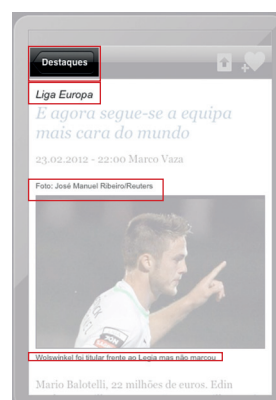 Destaques
Liga Europa
E agora segue-se a equipa
mais cara do mundo
23.02.2012 - 22:00 Marco Vaza
Foto: José Manuel Ribeiro/Reuters
Wolswinkel foi titular frente ao Legia mas não marcou
Mario Balotelli, 22 milhões de euros. Edin